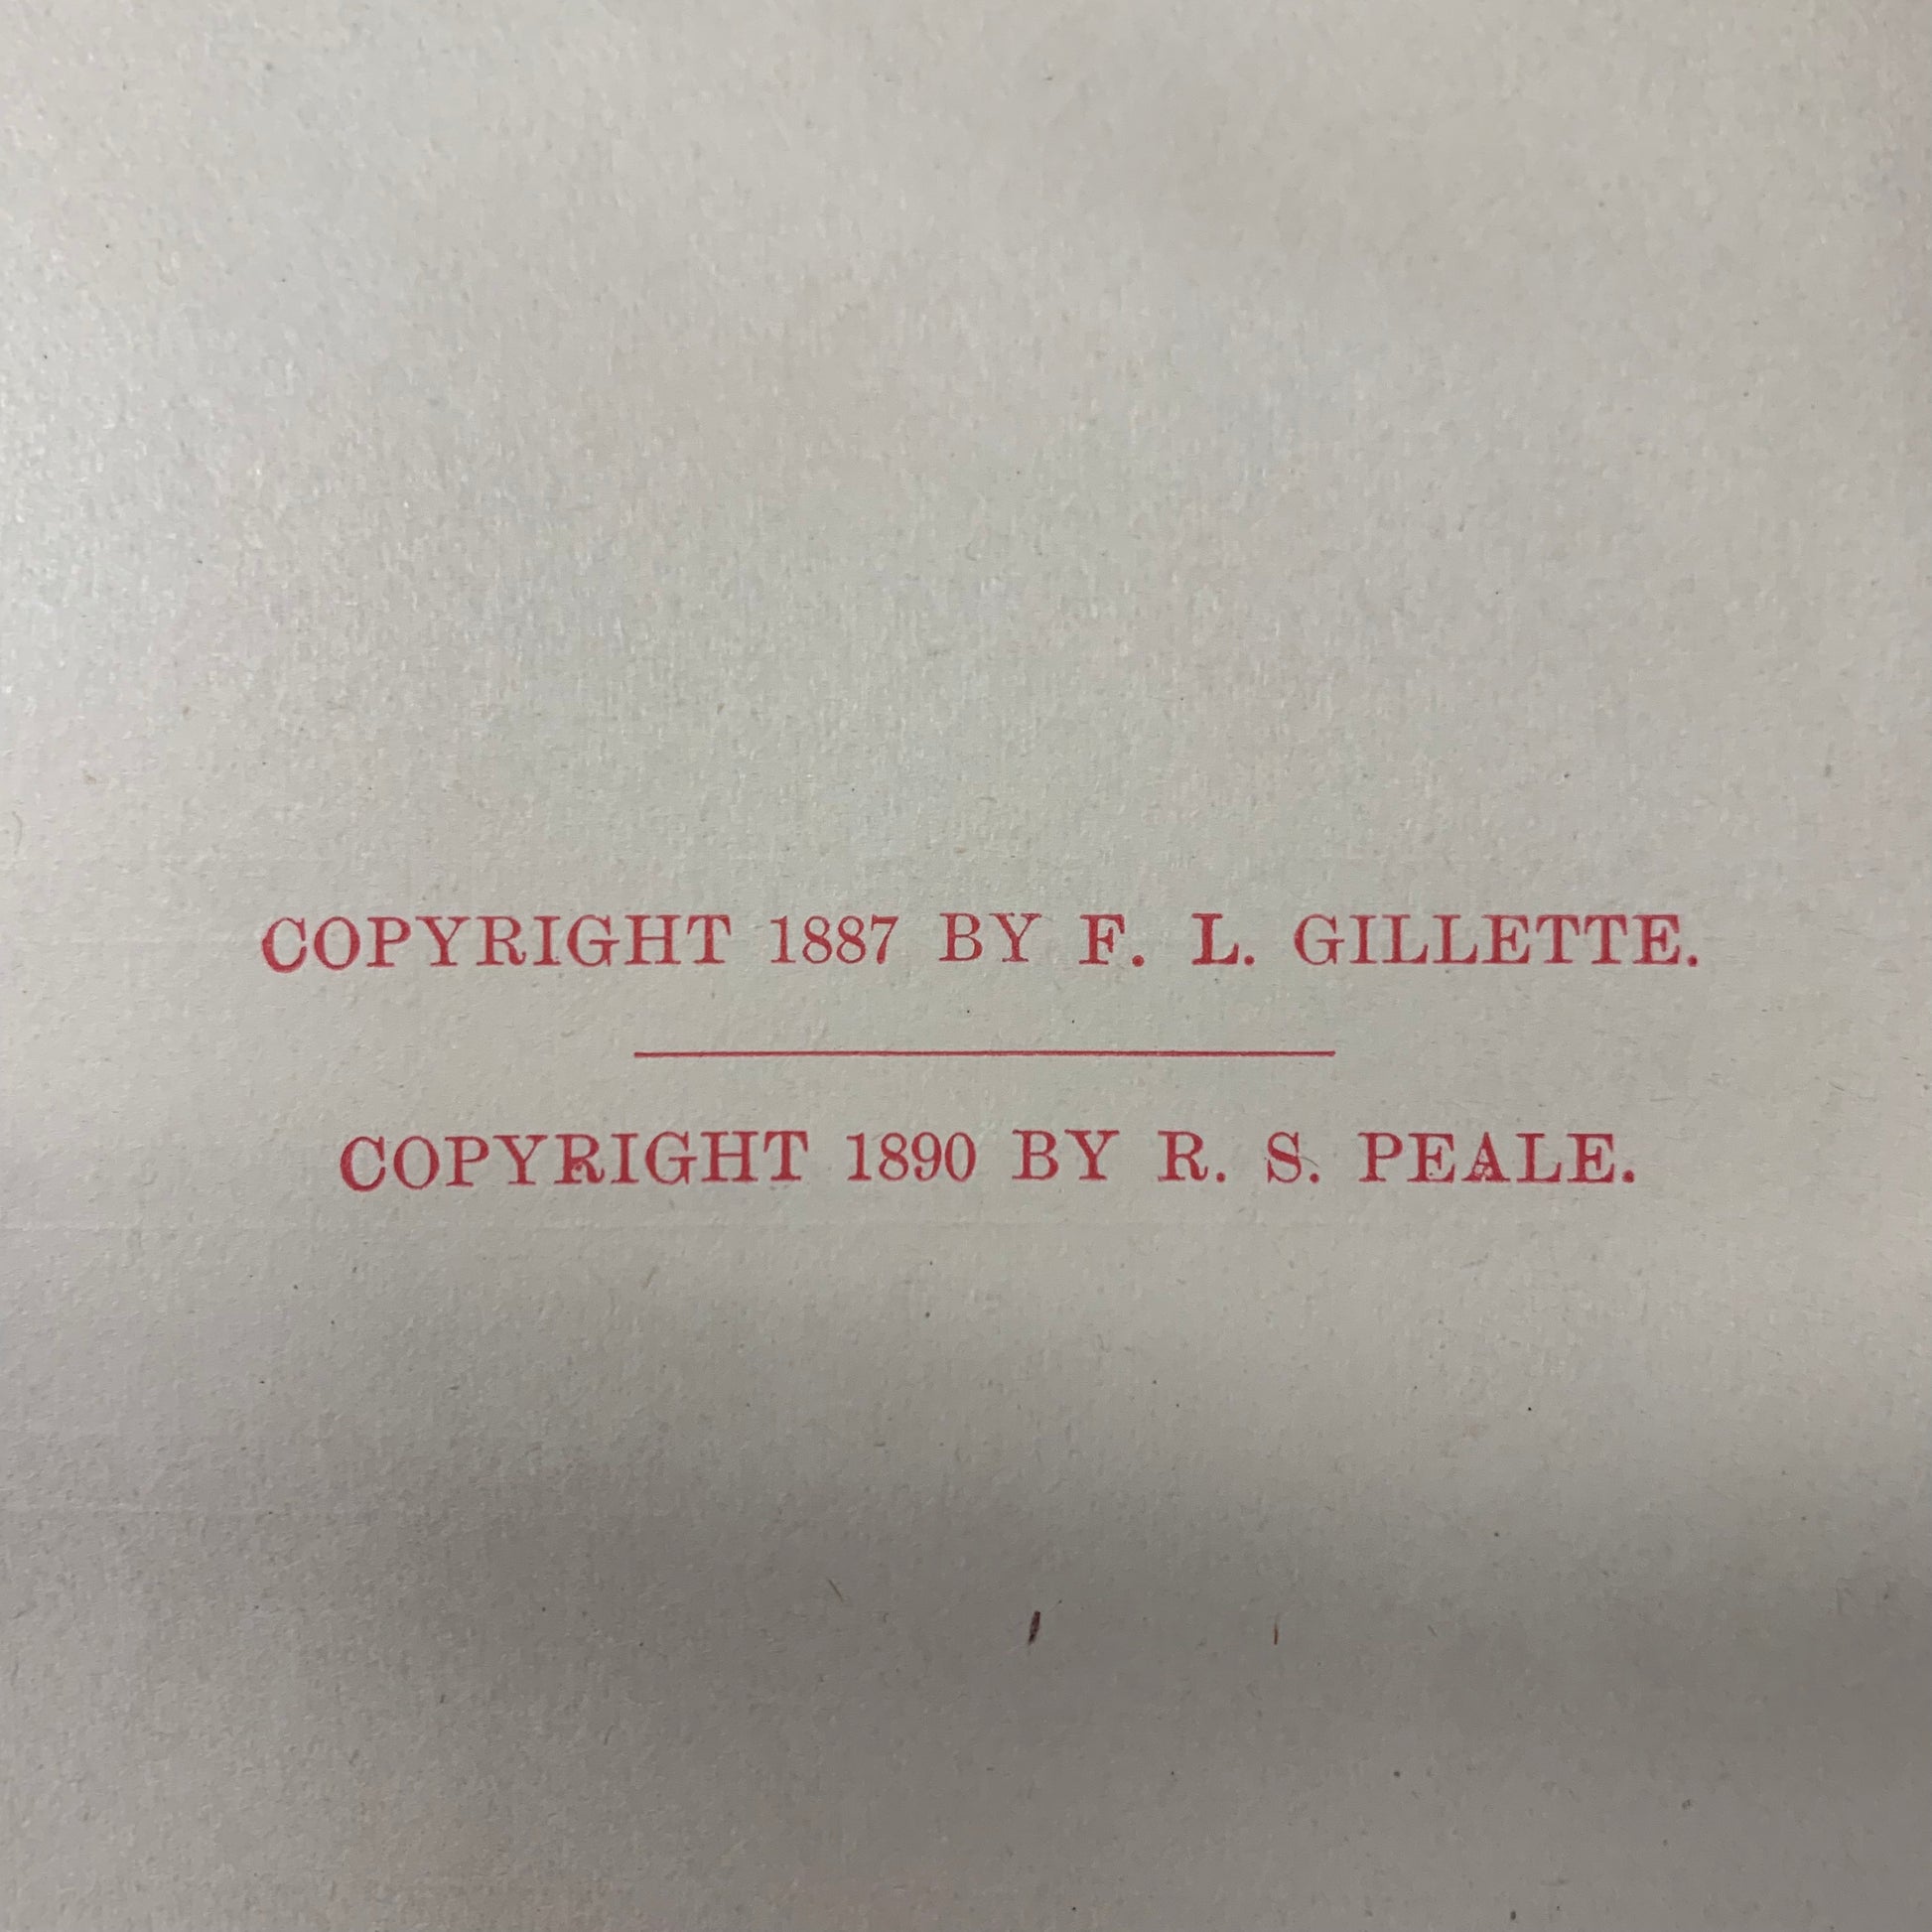 COPYRIGHT 1887 BY F. L. GILLETTE.
COPYRIGHT 1890 BY R. S. PEALE.